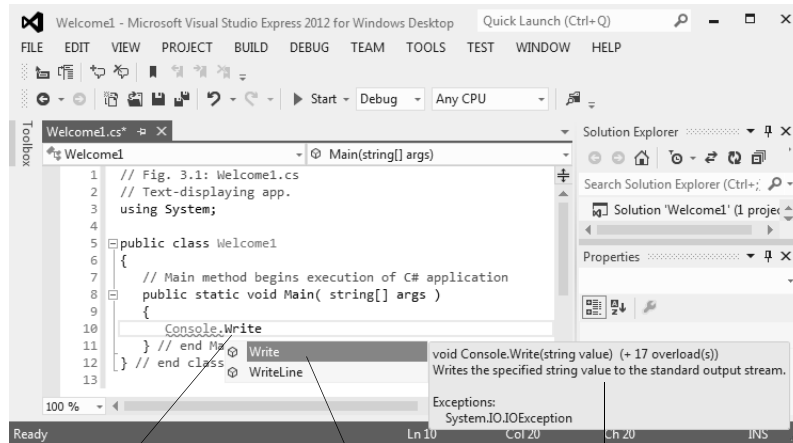 Welcome1 - Microsoft Visual Studio Express 2012 for Windows Desktop Quick Launch (Ctrl+Q)
FILE EDIT VIEW PROJECT BUILD DEBUG TEAM TOOLS TEST WINDOW HELP
Start Debug Any CPU
Toolbox
Welcome1.cs*
Welcome1 Main(string[] args)
1 // Fig. 3.1: Welcome1.cs
2 // Text-displaying app.
3 using System;
4
5 public class Welcome1
6 {
7 // Main method begins execution of C# application
8 public static void Main( string[] args )
9 {
10 Console.Write
11 } // end Ma
12 } // end class
13
Write
WriteLine
void Console.Write(string value) (+ 17 overload(s))
Writes the specified string value to the standard output stream.
Exceptions:
System.IO.IOException
Solution Explorer
Search Solution Explorer (Ctrl+;
Solution 'Welcome1' (1 projec
Properties
100 %
Ready Ln 10 Col 20 Ch 20 INS